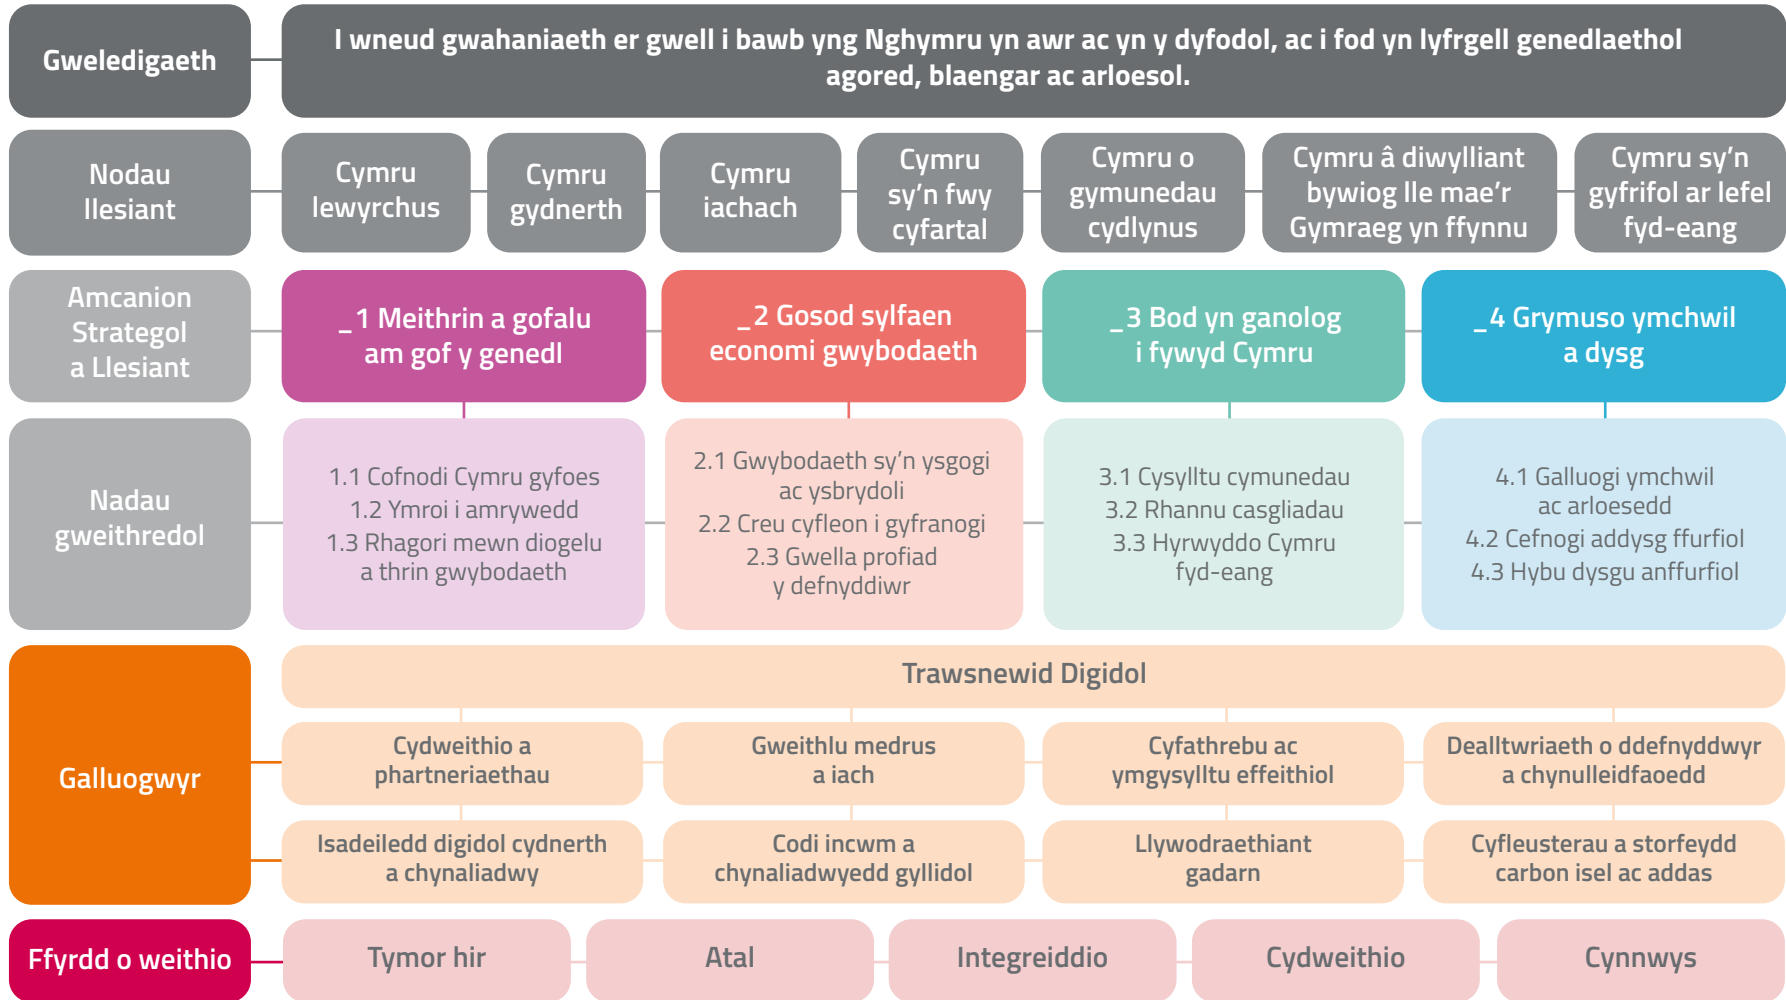 Gweledigaeth
I wneud gwahaniaeth er gwell i bawb yng Nghymru yn awr ac yn y dyfodol, ac i fod yn lyfrgell genedlaethol
agored, blaengar ac arloesol.
Nodau
llesiant
Cymru
lewyrchus
Cymru
gydnerth
Cymru
iachach
Cymru
sy’n fwy
cyfartal
Cymru o
gymunedau
cydlynus
Cymru â diwylliant
bywiog lle mae’r
Gymraeg yn ffynnu
Cymru sy’n
gyfrifol ar lefel
fyd-eang
Amcanion
Strategol
a Llesiant
_1 Meithrin a gofalu
am gof y genedl
_2 Gosod sylfaen
economi gwybodaeth
_3 Bod yn ganolog
i fywyd Cymru
_4 Grymuso ymchwil
a dysg
Nadau
gweithredol
1.1 Cofnodi Cymru gyfoes
1.2 Ymroi i amrywedd
1.3 Rhagori mewn diogelu
a thrin gwybodaeth
2.1 Gwybodaeth sy’n ysgogi
ac ysbrydoli
2.2 Creu cyfleon i gyfranogi
2.3 Gwella profiad
y defnyddiwr
3.1 Cysylltu cymunedau
3.2 Rhannu casgliadau
3.3 Hyrwyddo Cymru
fyd-eang
4.1 Galluogi ymchwil
ac arloesedd
4.2 Cefnogi addysg ffurfiol
4.3 Hybu dysgu anffurfiol
Galluogwyr
Trawsnewid Digidol
Cydweithio a
phartneriaethau
Gweithlu medrus
a iach
Cyfathrebu ac
ymgysylltu effeithiol
Dealltwriaeth o ddefnyddwyr
a chynulleidfaoedd
Isadeiledd digidol cydnerth
a chynaliadwy
Codi incwm a
chynaliadwyedd gyllidol
Llywodraethiant
gadarn
Cyfleusterau a storfeydd
carbon isel ac addas
Ffyrdd o weithio
Tymor hir
Atal
Integreiddio
Cydweithio
Cynnwys